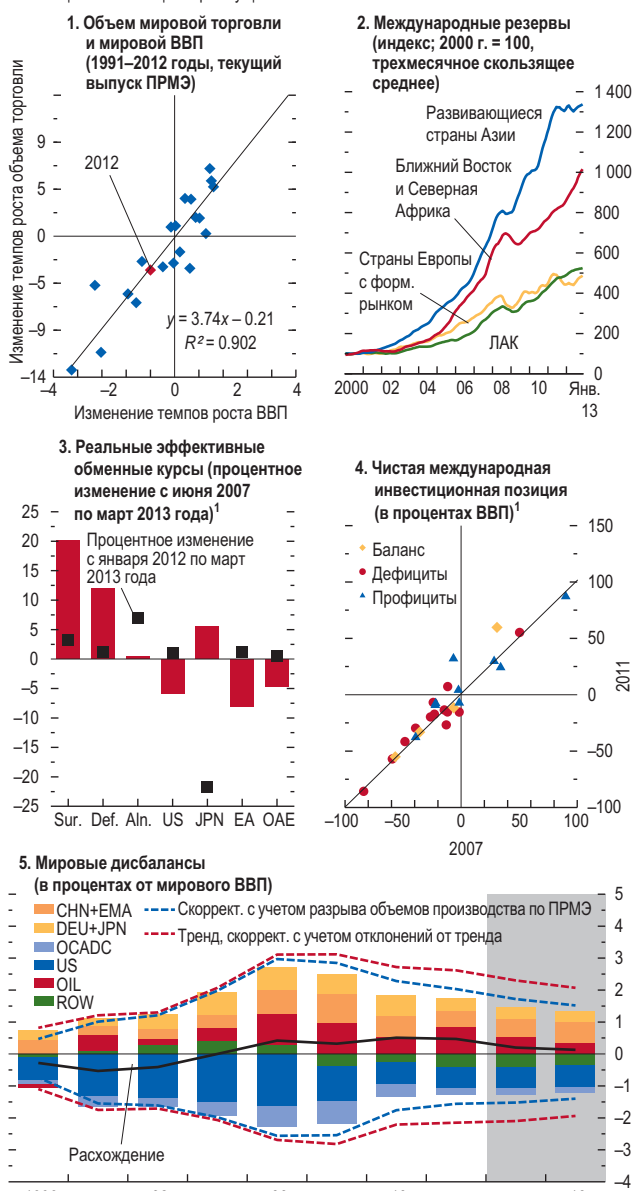 1. Объем мировой торговли
и мировой ВВП
(1991–2012 годы, текущий
выпуск ПРМЭ)
Изменение темпов роста объема торговли
9
5
0
–5
–9
–14
2012
y = 3.74x – 0.21
R² = 0.902
–4
–2
0
2
4
Изменение темпов роста ВВП
2. Международные резервы
(индекс; 2000 г. = 100,
трехмесячное скользящее
среднее)
1 400
1 200
1 000
800
600
400
200
0
Развивающиеся
страны Азии
Ближний Восток
и Северная
Африка
Страны Европы
с форм.
рынком
ЛАК
2000 02 04 06 08 10 Янв.
13
3. Реальные эффективные
обменные курсы (процентное
изменение с июня 2007
по март 2013 года)¹
25
20
15
10
5
0
–5
–10
–15
–20
–25
Процентное изменение
с января 2012 по март
2013 года
Sur. Def. Aln. US JPN EA OAE
4. Чистая международная
инвестиционная позиция
(в процентах ВВП)¹
Баланс
Дефициты
Профициты
150
100
50
0
–50
–100
2011
–100 –50 0 50 100
2007
5. Мировые дисбалансы
(в процентах от мирового ВВП)
CHN+EMA
DEU+JPN
OCADC
US
OIL
ROW
Скоррект. с учетом разрыва объемов производства по ПРМЭ
Тренд, скоррект. с учетом отклонений от тренда
Расхождение
5
4
3
2
1
0
–1
–2
–3
–4